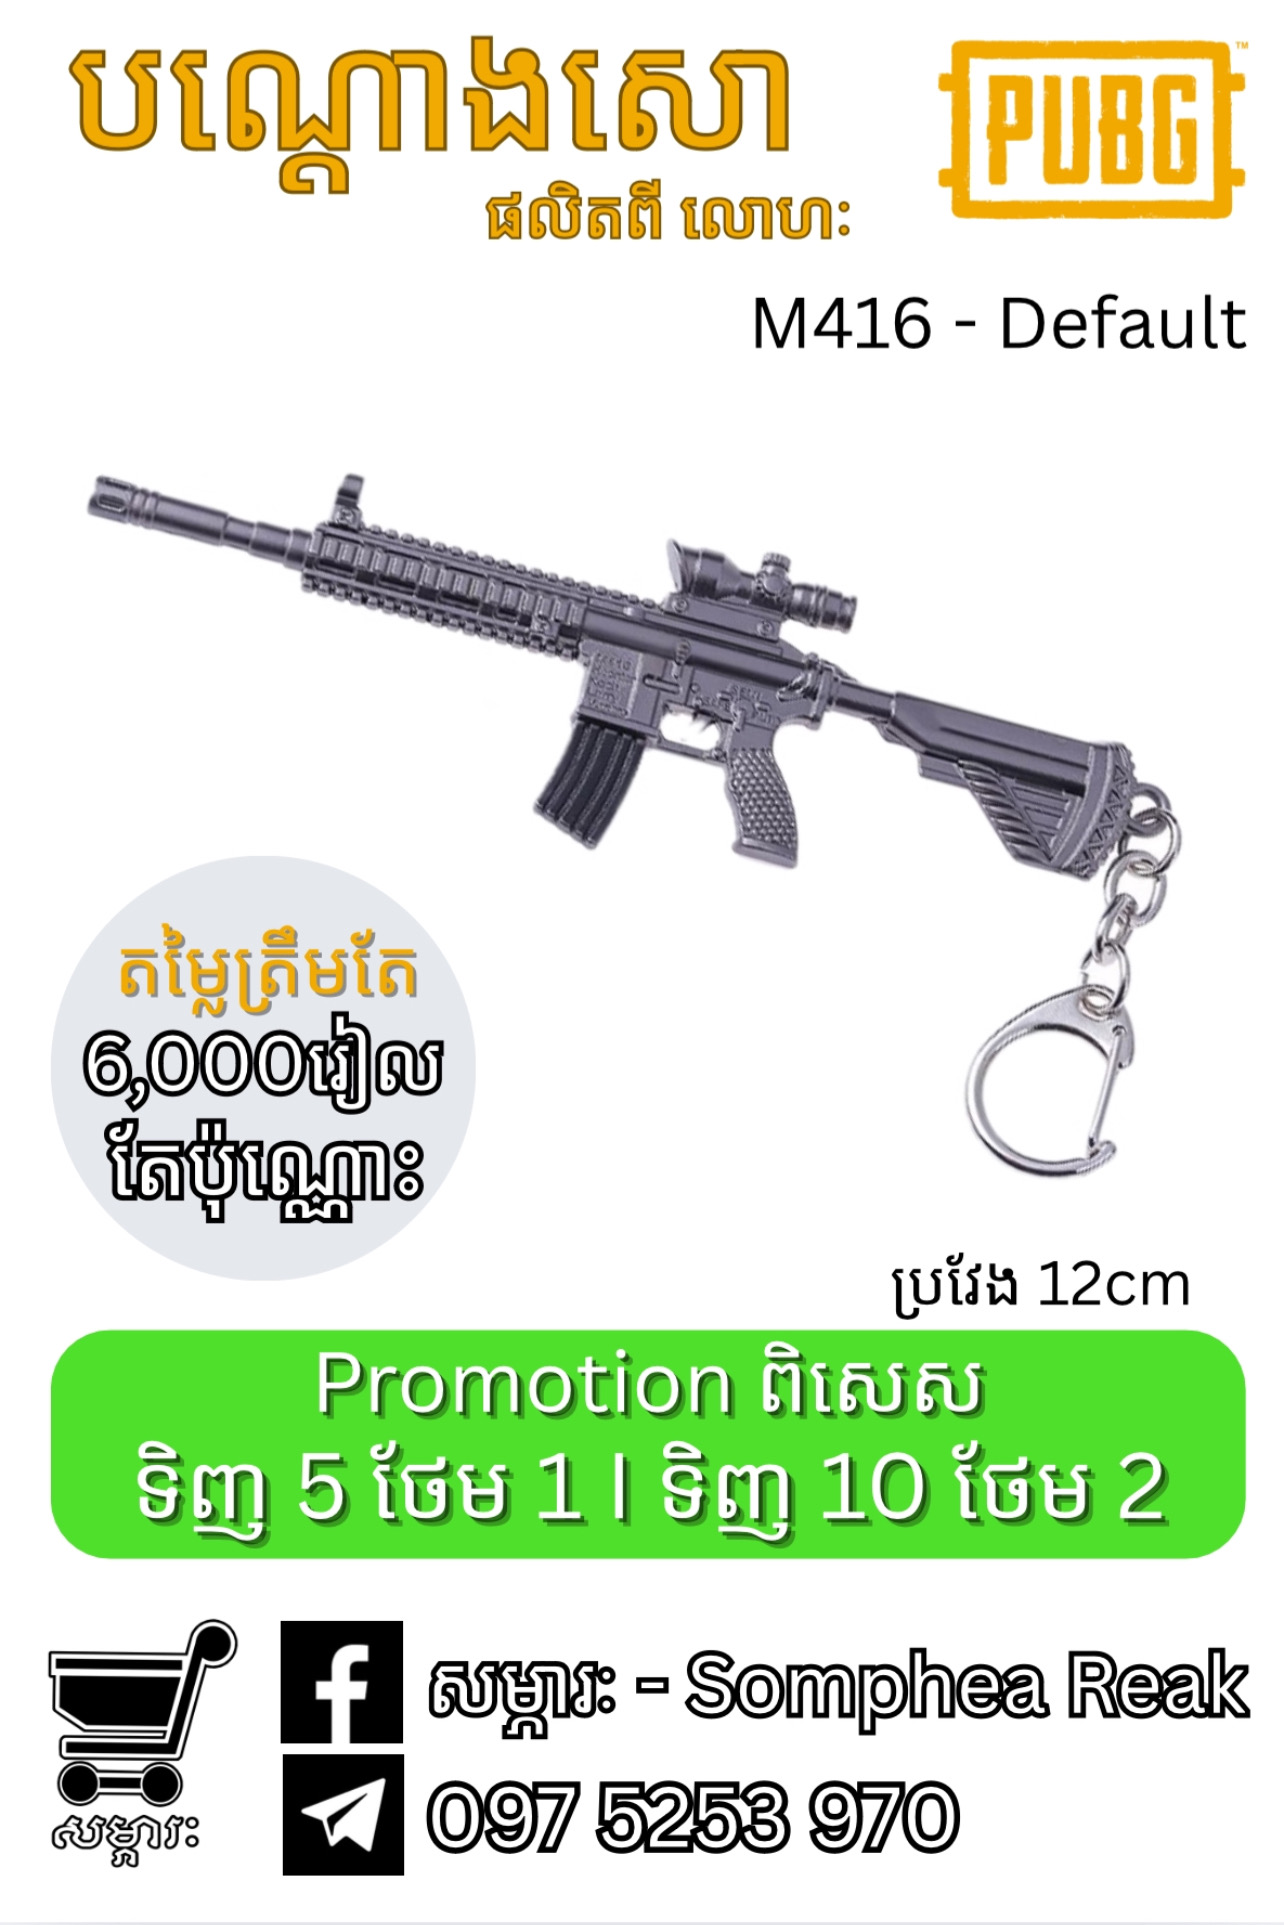 បណ្ដោងសោ
PUBG™
ផលិតពី លោហៈ
M416 - Default
តម្លៃត្រឹមតែ
6,000រៀល
តែប៉ុណ្ណោះ
ប្រវែង 12cm
Promotion ពិសេស
ទិញ 5 ថែម 1 | ទិញ 10 ថែម 2
សម្ភារៈ - Somphea Reak
097 5253 970
សម្ភារៈ